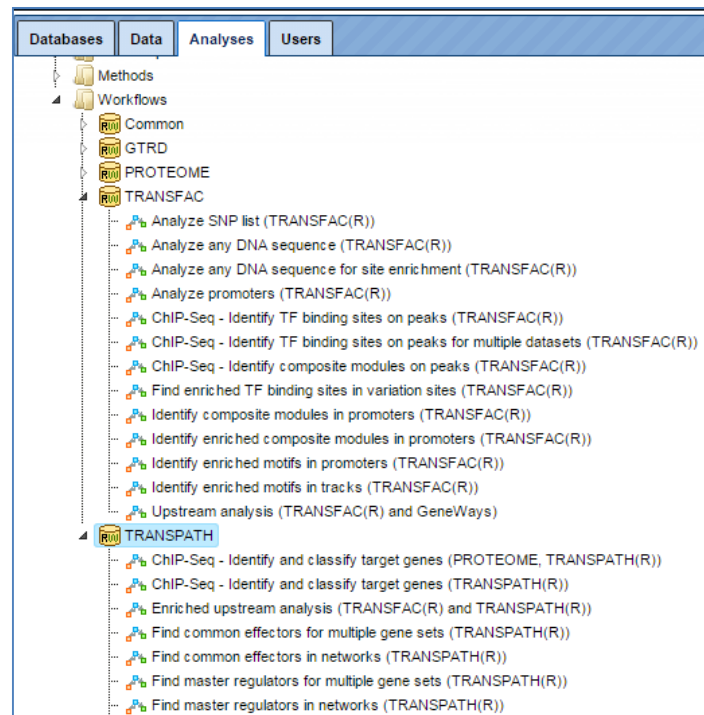 Databases Data Analyses Users
Methods
Workflows
Common
GTRD
PROTEOME
TRANSFAC
Analyze SNP list (TRANSFAC(R))
Analyze any DNA sequence (TRANSFAC(R))
Analyze any DNA sequence for site enrichment (TRANSFAC(R))
Analyze promoters (TRANSFAC(R))
ChIP-Seq - Identify TF binding sites on peaks (TRANSFAC(R))
ChIP-Seq - Identify TF binding sites on peaks for multiple datasets (TRANSFAC(R))
ChIP-Seq - Identify composite modules on peaks (TRANSFAC(R))
Find enriched TF binding sites in variation sites (TRANSFAC(R))
Identify composite modules in promoters (TRANSFAC(R))
Identify enriched composite modules in promoters (TRANSFAC(R))
Identify enriched motifs in promoters (TRANSFAC(R))
Identify enriched motifs in tracks (TRANSFAC(R))
Upstream analysis (TRANSFAC(R) and GeneWays)
TRANSPATH
ChIP-Seq - Identify and classify target genes (PROTEOME, TRANSPATH(R))
ChIP-Seq - Identify and classify target genes (TRANSPATH(R))
Enriched upstream analysis (TRANSFAC(R) and TRANSPATH(R))
Find common effectors for multiple gene sets (TRANSPATH(R))
Find common effectors in networks (TRANSPATH(R))
Find master regulators for multiple gene sets (TRANSPATH(R))
Find master regulators in networks (TRANSPATH(R))